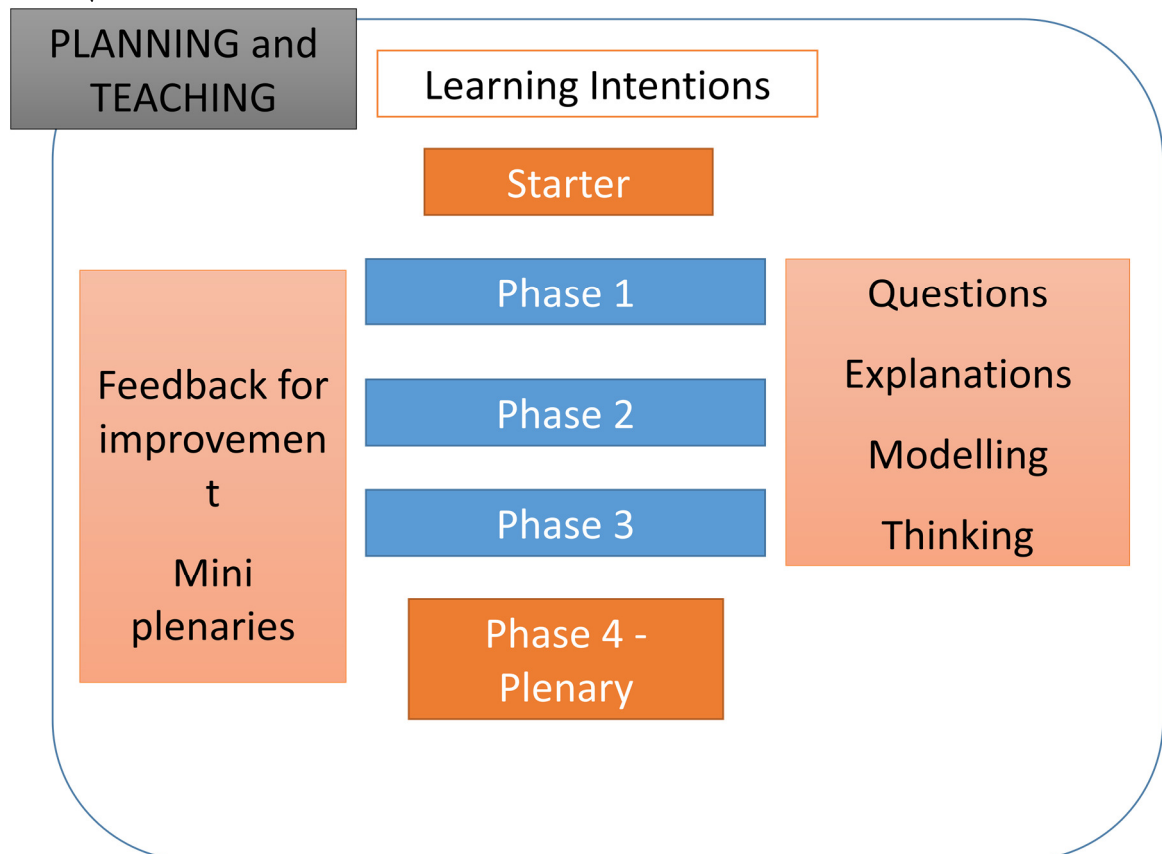 PLANNING and
TEACHING
Learning Intentions
Starter
Phase 1
Phase 2
Phase 3
Phase 4 -
Plenary
Feedback for
improvemen
t
Mini
plenaries
Questions
Explanations
Modelling
Thinking